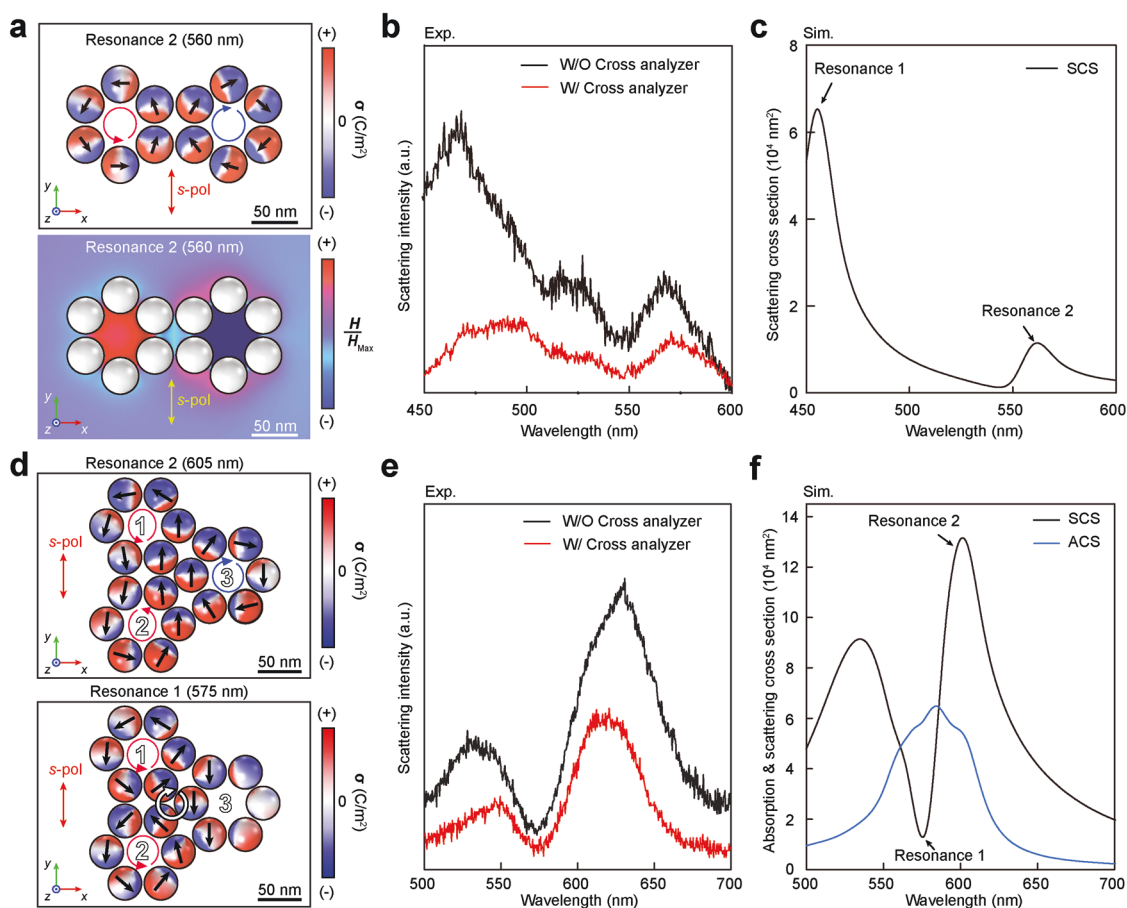 a
Resonance 2 (560 nm)
s-pol
y
z
x
50 nm
(+)
0
(-)
σ (C/m²)
Resonance 2 (560 nm)
s-pol
y
z
x
50 nm
(+)
(-)
H
HMax
b
Exp.
W/O Cross analyzer
W/ Cross analyzer
Scattering intensity (a.u.)
450
500
550
600
Wavelength (nm)
c
Sim.
8
6
4
2
0
Resonance 1
SCS
Resonance 2
Scattering cross section (10⁴ nm²)
450
500
550
600
Wavelength (nm)
d
Resonance 2 (605 nm)
s-pol
1
2
3
y
z
x
50 nm
(+)
0
(-)
σ (C/m²)
Resonance 1 (575 nm)
s-pol
1
2
3
y
z
x
50 nm
(+)
0
(-)
σ (C/m²)
e
Exp.
W/O Cross analyzer
W/ Cross analyzer
Scattering intensity (a.u.)
500
550
600
650
700
Wavelength (nm)
f
Sim.
14
12
10
8
6
4
2
0
Resonance 2
SCS
ACS
Resonance 1
Absorption & scattering cross section (10⁴ nm²)
500
550
600
650
700
Wavelength (nm)